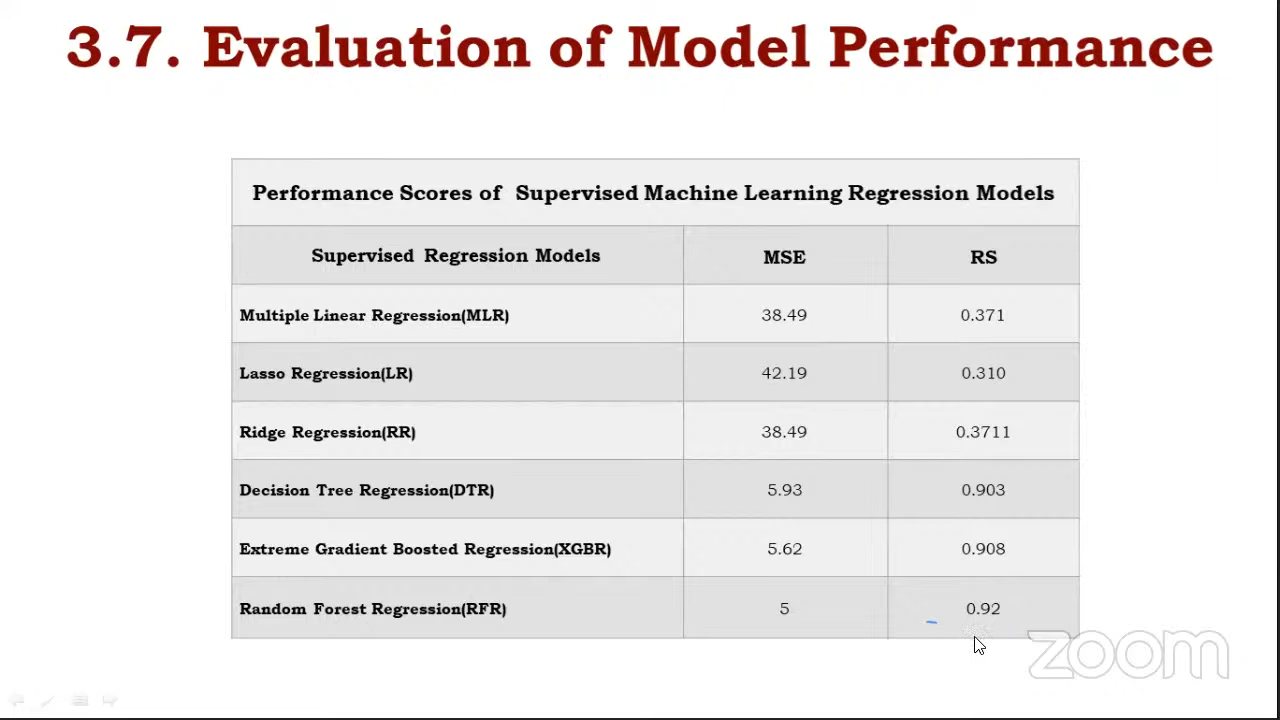 3.7. Evaluation of Model Performance
Performance Scores of Supervised Machine Learning Regression Models
Supervised Regression Models MSE RS
Multiple Linear Regression(MLR) 38.49 0.371
Lasso Regression(LR) 42.19 0.310
Ridge Regression(RR) 38.49 0.3711
Decision Tree Regression(DTR) 5.93 0.903
Extreme Gradient Boosted Regression(XGBR) 5.62 0.908
Random Forest Regression(RFR) 5 0.92
zoom